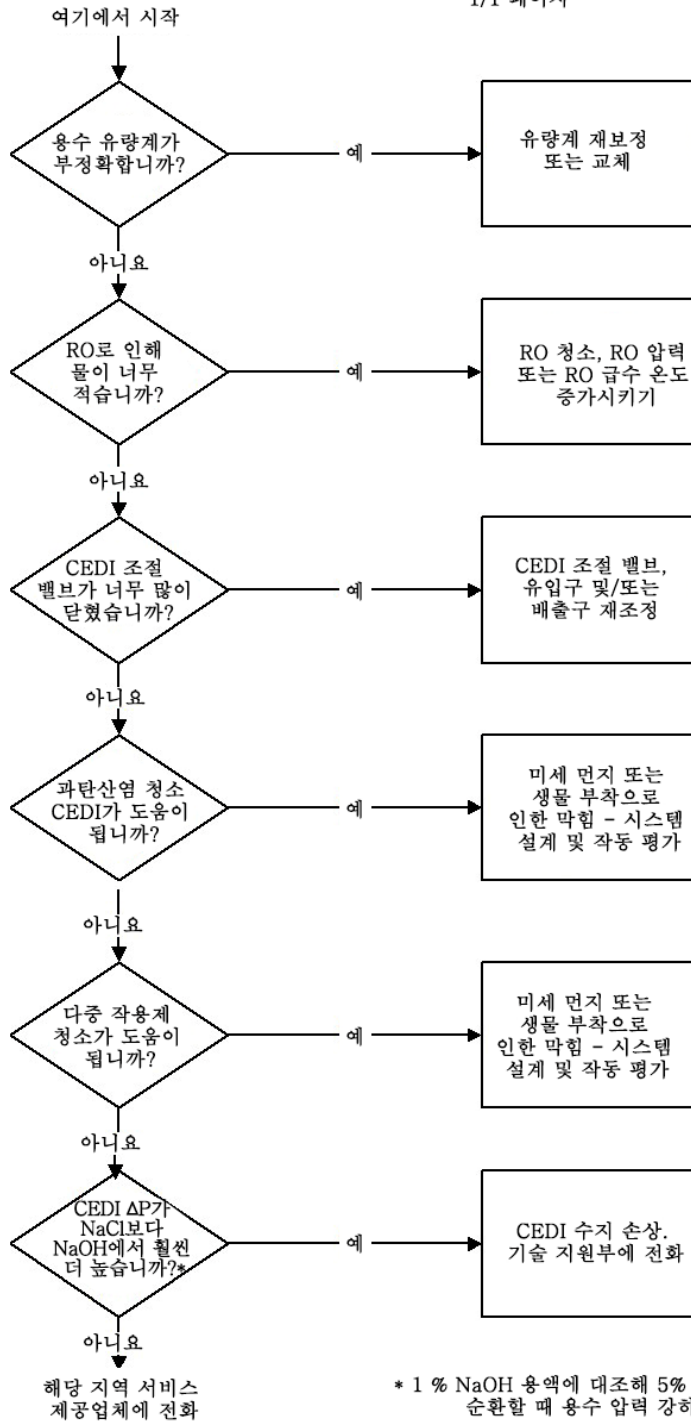 1/1 페이지
여기에서 시작
용수 유량계가
부정확합니까?
예
유량계 재보정
또는 교체
아니요
RO로 인해
물이 너무
적습니까?
예
RO 청소, RO 압력
또는 RO 급수 온도
증가시키기
아니요
CEDI 조절
밸브가 너무 많이
닫혔습니까?
예
CEDI 조절 밸브,
유입구 및/또는
배출구 재조정
아니요
과탄산염 청소
CEDI가 도움이
됩니까?
예
미세 먼지 또는
생물 부착으로
인한 막힘 - 시스템
설계 및 작동 평가
아니요
다중 작용제
청소가 도움이
됩니까?
예
미세 먼지 또는
생물 부착으로
인한 막힘 - 시스템
설계 및 작동 평가
아니요
CEDI ΔP가
NaCl보다
NaOH에서 훨씬
더 높습니까?*
예
CEDI 수지 손상.
기술 지원부에 전화
아니요
해당 지역 서비스
제공업체에 전화
* 1 % NaOH 용액에 대조해 5%
순환할 때 용수 압력 강하